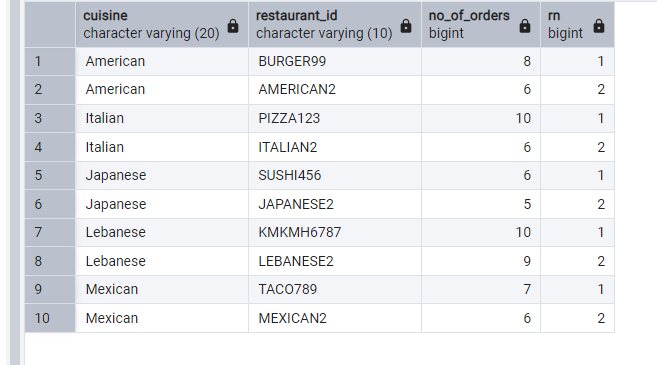 cuisine restaurant_id no_of_orders rn
character varying (20) character varying (10) bigint bigint
1 American BURGER99 8 1
2 American AMERICAN2 6 2
3 Italian PIZZA123 10 1
4 Italian ITALIAN2 6 2
5 Japanese SUSHI456 6 1
6 Japanese JAPANESE2 5 2
7 Lebanese KMKMH6787 10 1
8 Lebanese LEBANESE2 9 2
9 Mexican TACO789 7 1
10 Mexican MEXICAN2 6 2